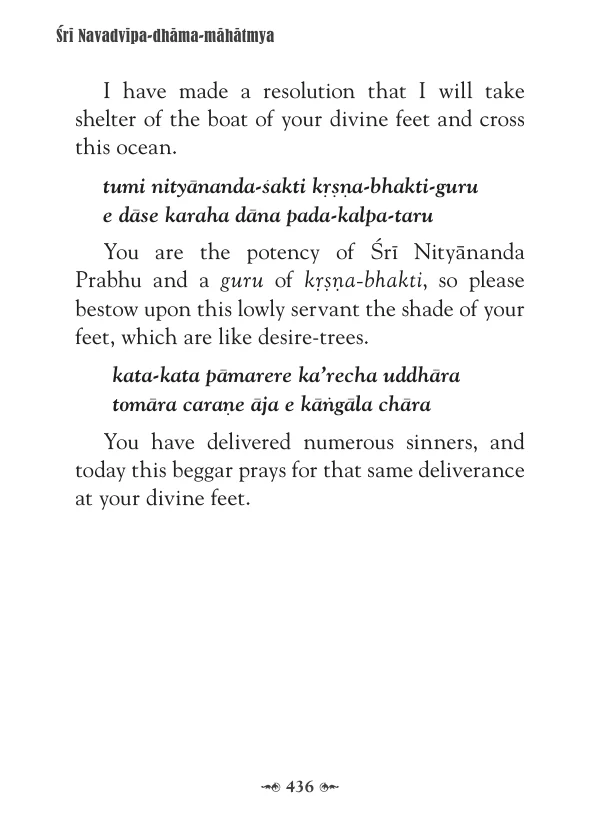 Śrī Navadvīpa-dhāma-māhātmya
I have made a resolution that I will take
shelter of the boat of your divine feet and cross
this ocean.
tumi nityānanda-śakti kṛṣṇa-bhakti-guru
e dāse karaha dāna pada-kalpa-taru
You are the potency of Śrī Nityānanda
Prabhu and a guru of kṛṣṇa-bhakti, so please
bestow upon this lowly servant the shade of your
feet, which are like desire-trees.
kata-kata pāmarere ka’recha uddhāra
tomāra caraṇe āja e kāṅgāla chāra
You have delivered numerous sinners, and
today this beggar prays for that same deliverance
at your divine feet.
436